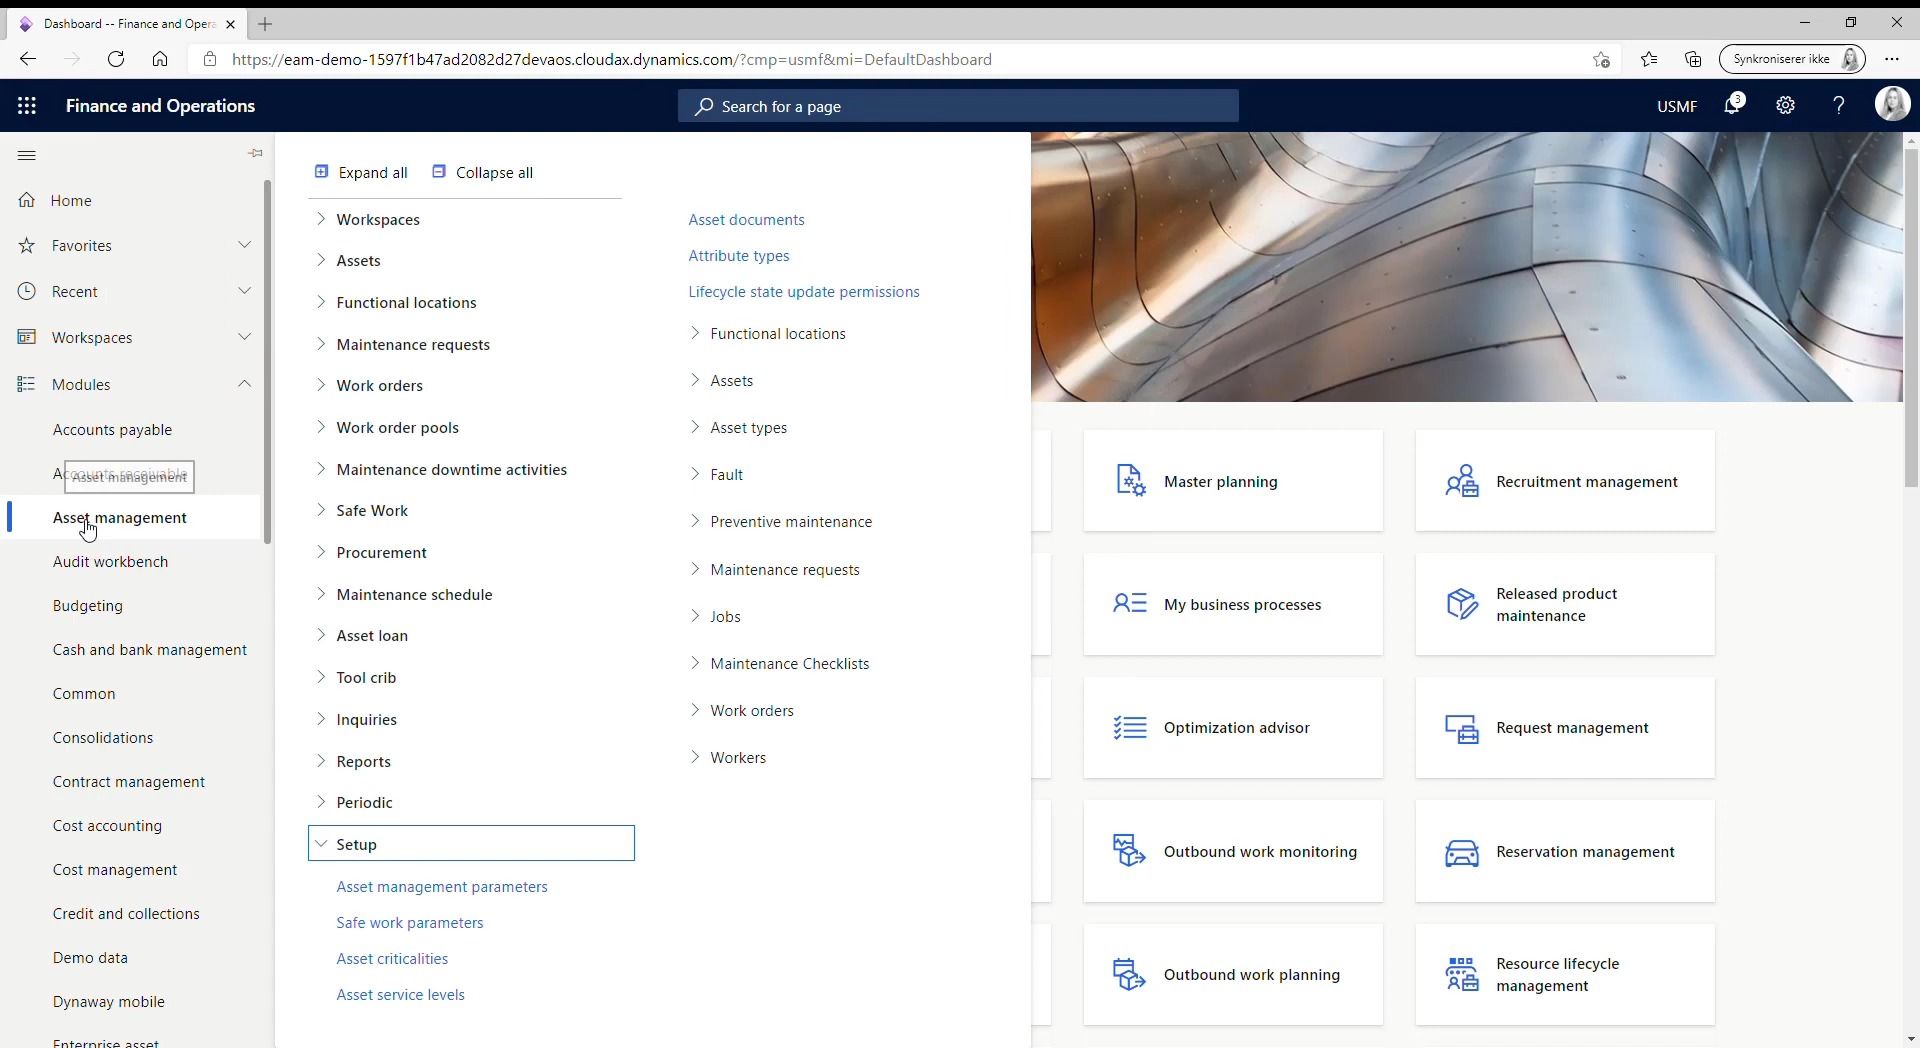 Dashboard -- Finance and Opera
https://eam-demo-1597f1b47ad2082d27devaos.cloudax.dynamics.com/?cmp=usmf&mi=DefaultDashboard
Synkroniserer ikke
Finance and Operations
Search for a page
USMF
3
?
Home
Favorites
Recent
Workspaces
Modules
Accounts payable
Accounts receivable
Asset management
Asset management
Audit workbench
Budgeting
Cash and bank management
Common
Consolidations
Contract management
Cost accounting
Cost management
Credit and collections
Demo data
Dynaway mobile
Enterprise asset
Expand all
Collapse all
Workspaces
Assets
Functional locations
Maintenance requests
Work orders
Work order pools
Maintenance downtime activities
Safe Work
Procurement
Maintenance schedule
Asset loan
Tool crib
Inquiries
Reports
Periodic
Setup
Asset management parameters
Safe work parameters
Asset criticalities
Asset service levels
Asset documents
Attribute types
Lifecycle state update permissions
Functional locations
Assets
Asset types
Fault
Preventive maintenance
Maintenance requests
Jobs
Maintenance Checklists
Work orders
Workers
Master planning
Recruitment management
My business processes
Released product
maintenance
Optimization advisor
Request management
Outbound work monitoring
Reservation management
Outbound work planning
Resource lifecycle
management